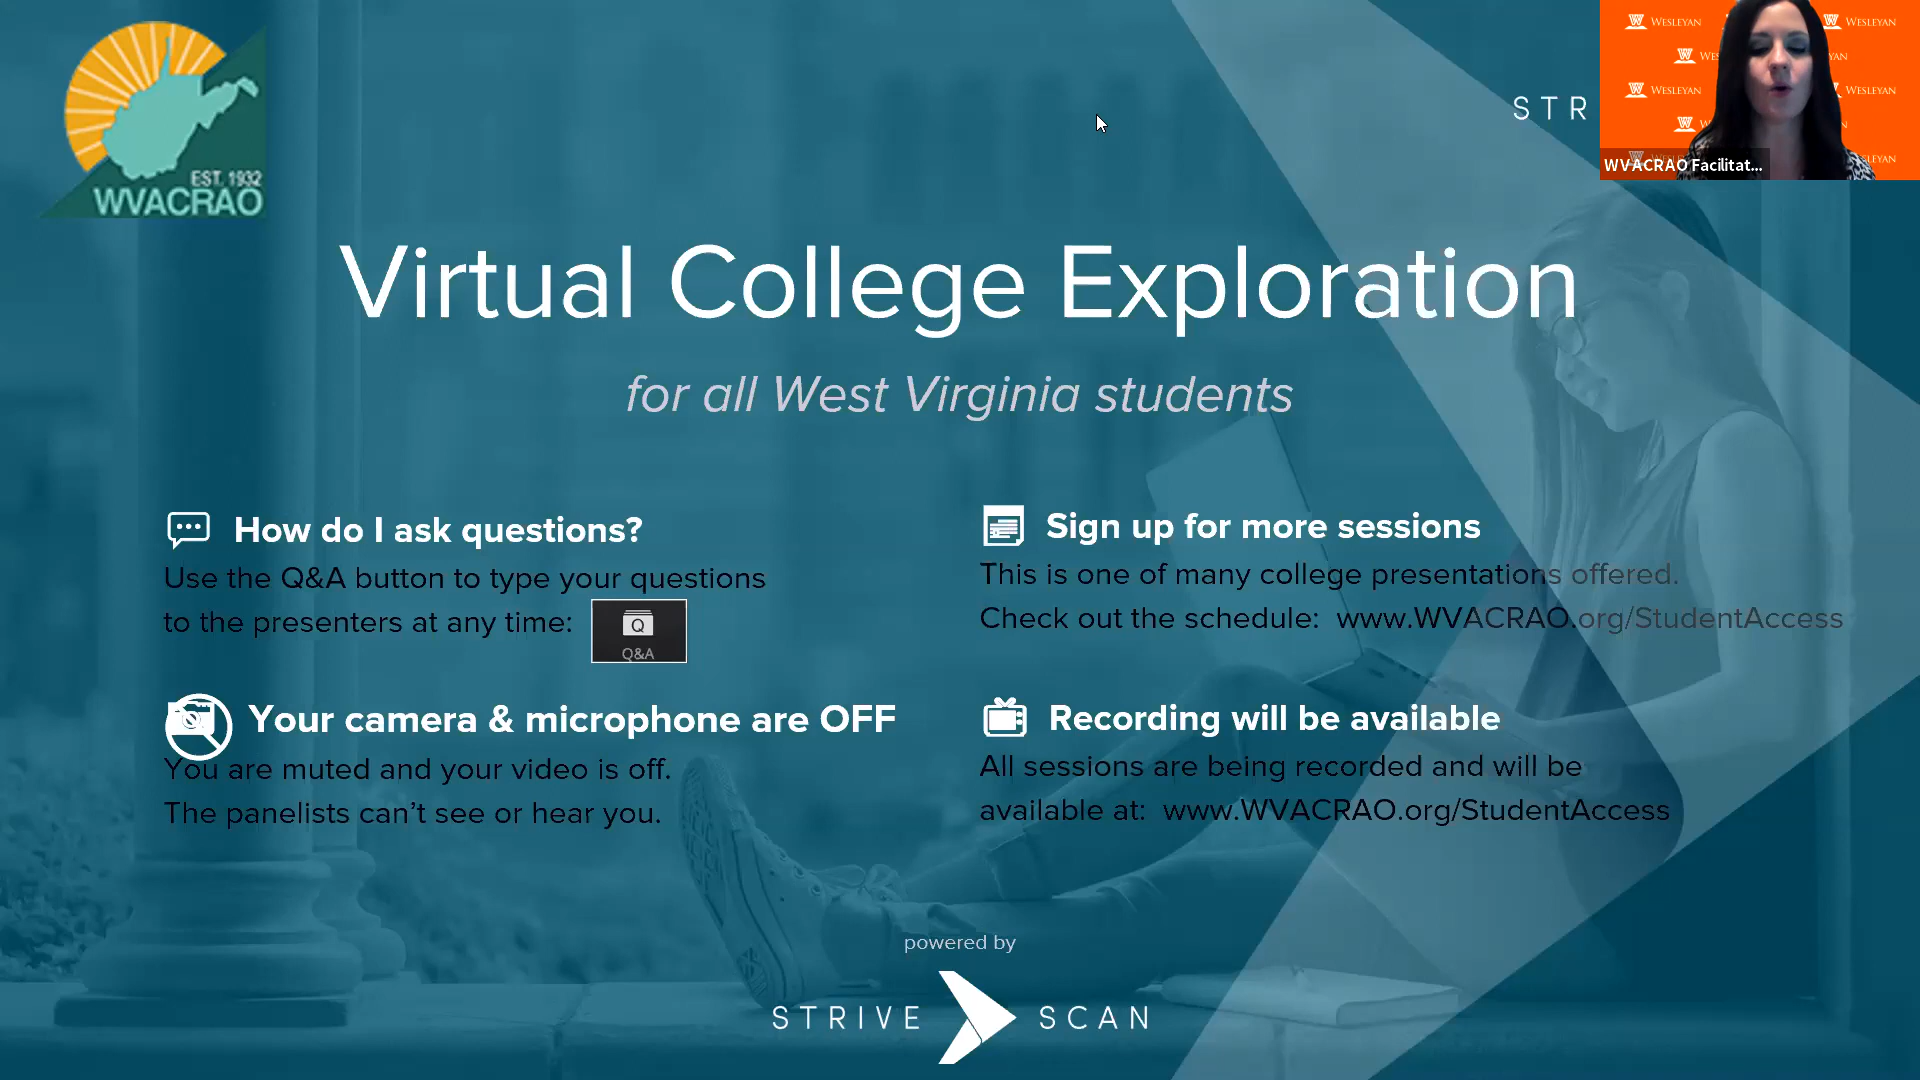 EST. 1932
WVACRAO
STR
WESLEYAN
WESLEYAN
WESLEYAN
WESLEYAN
WVACRAO Facilitat...
Virtual College Exploration
for all West Virginia students
How do I ask questions?
Use the Q&A button to type your questions
to the presenters at any time:
Q
Q&A
Sign up for more sessions
This is one of many college presentations offered.
Check out the schedule: www.WVACRAO.org/StudentAccess
Your camera & microphone are OFF
You are muted and your video is off.
The panelists can't see or hear you.
Recording will be available
All sessions are being recorded and will be
available at: www.WVACRAO.org/StudentAccess
powered by
STRIVE SCAN